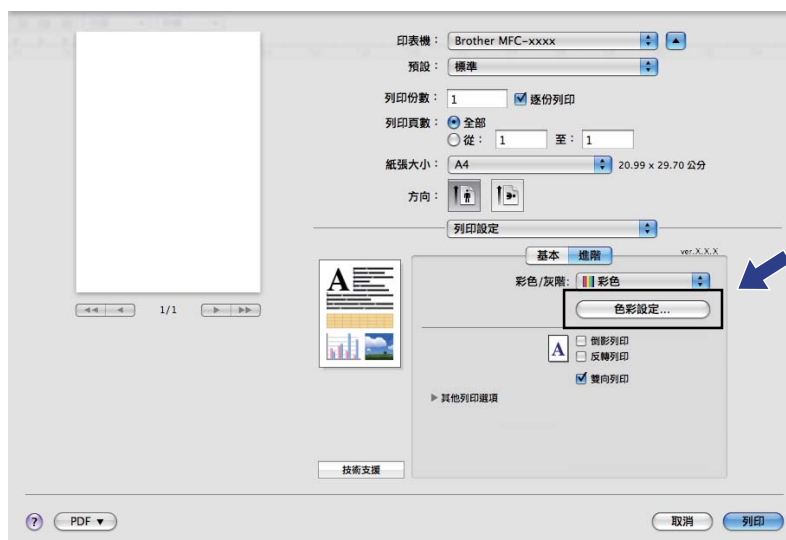 印表機： Brother MFC-xxxx
預設： 標準
列印份數： 1 逐份列印
列印頁數： 全部
從： 1 至： 1
紙張大小： A4 20.99 x 29.70 公分
方向：
列印設定
基本 進階 ver.X.X.X
彩色/灰階: 彩色
色彩設定...
1/1
A
A
倒影列印
反轉列印
雙向列印
▶ 其他列印選項
技術支援
? PDF ▼ 取消 列印